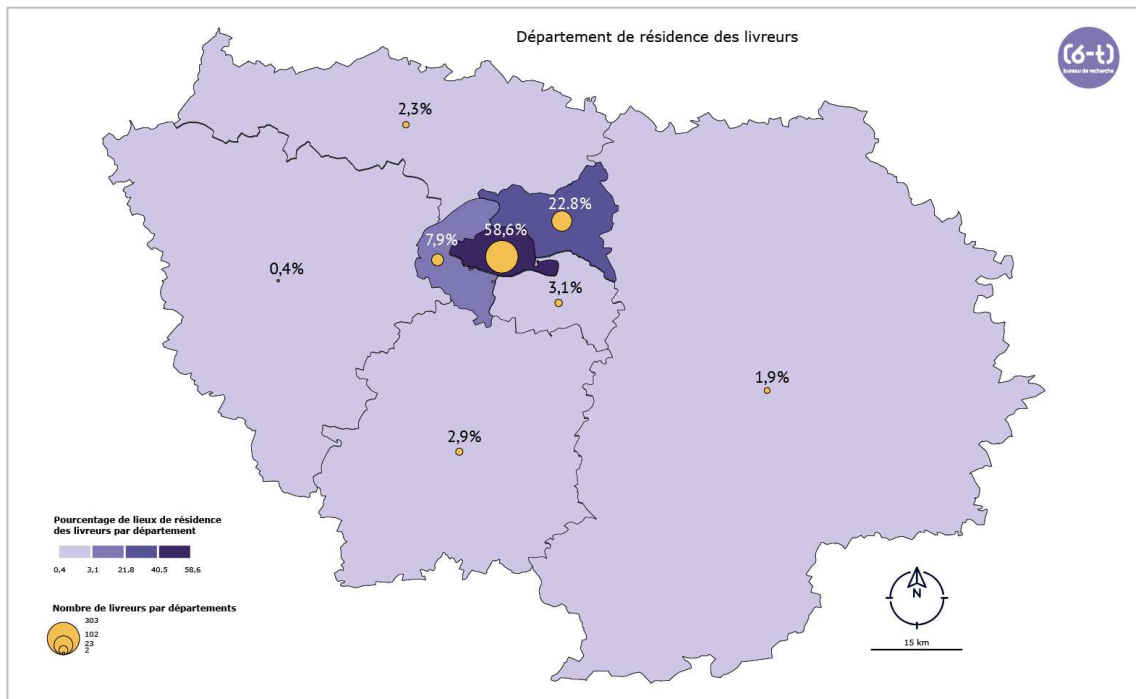 Département de résidence des livreurs
(6-t)
bureau de recherche
2,3%
22.8%
58,6%
7,9%
0,4%
3,1%
1,9%
2,9%
Pourcentage de lieux de résidence
des livreurs par département
0,4 3,1 21,8 40,5 58,6
Nombre de livreurs par départements
303
102
23
2
N
15 km